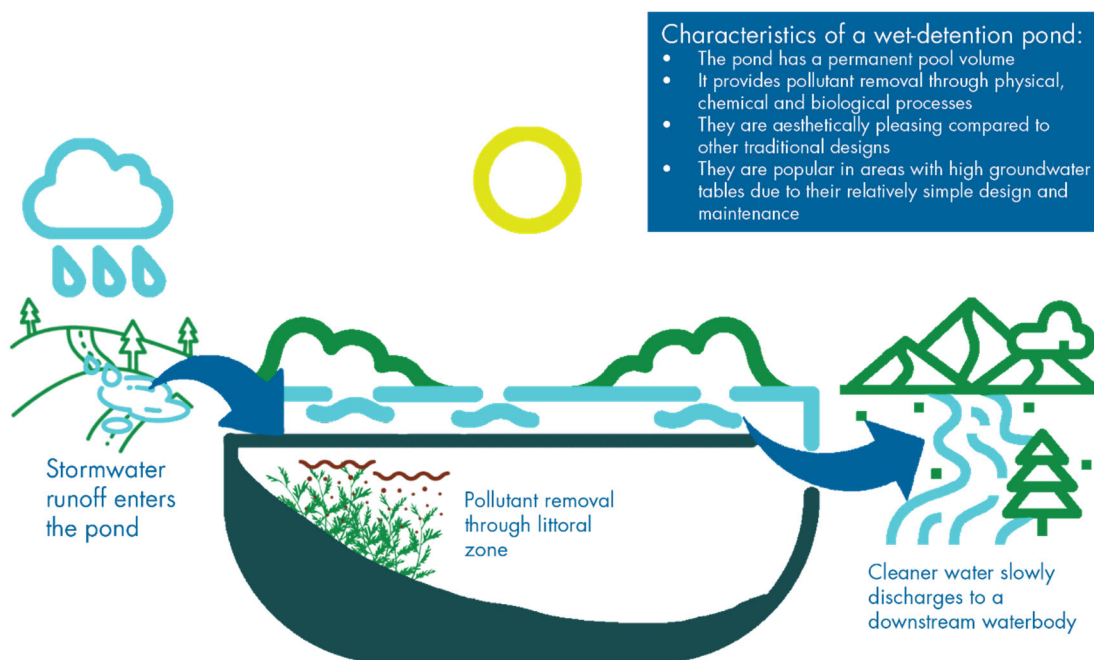 Characteristics of a wet-detention pond:
• The pond has a permanent pool volume
• It provides pollutant removal through physical,
chemical and biological processes
• They are aesthetically pleasing compared to
other traditional designs
• They are popular in areas with high groundwater
tables due to their relatively simple design and
maintenance
Stormwater
runoff enters
the pond
Pollutant removal
through littoral
zone
Cleaner water slowly
discharges to a
downstream waterbody